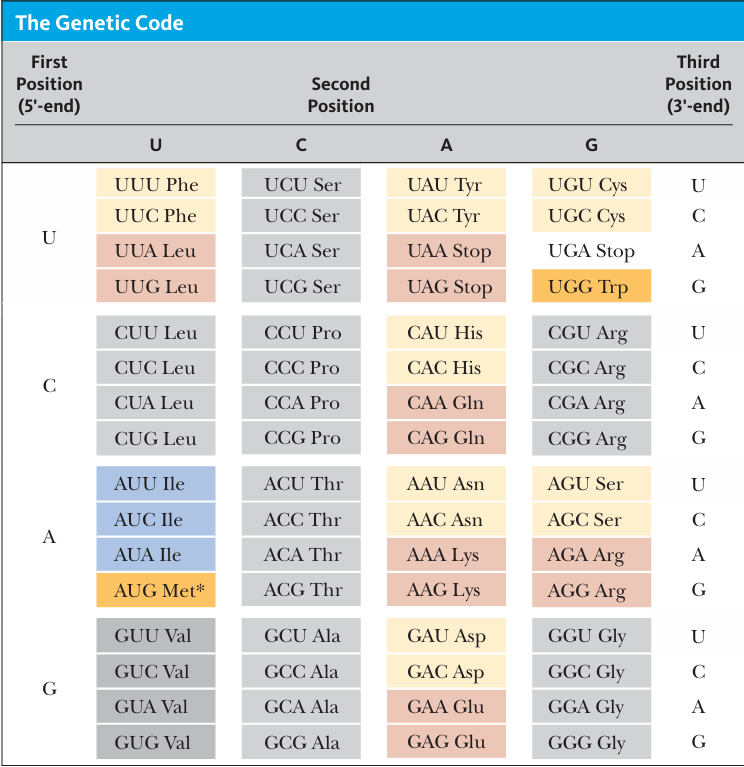 The Genetic Code
First Position (5'-end) Second Position Third Position (3'-end)
U C A G
U
UUU Phe UCU Ser UAU Tyr UGU Cys U
UUC Phe UCC Ser UAC Tyr UGC Cys C
UUA Leu UCA Ser UAA Stop UGA Stop A
UUG Leu UCG Ser UAG Stop UGG Trp G
C
CUU Leu CCU Pro CAU His CGU Arg U
CUC Leu CCC Pro CAC His CGC Arg C
CUA Leu CCA Pro CAA Gln CGA Arg A
CUG Leu CCG Pro CAG Gln CGG Arg G
A
AUU Ile ACU Thr AAU Asn AGU Ser U
AUC Ile ACC Thr AAC Asn AGC Ser C
AUA Ile ACA Thr AAA Lys AGA Arg A
AUG Met* ACG Thr AAG Lys AGG Arg G
G
GUU Val GCU Ala GAU Asp GGU Gly U
GUC Val GCC Ala GAC Asp GGC Gly C
GUA Val GCA Ala GAA Glu GGA Gly A
GUG Val GCG Ala GAG Glu GGG Gly G